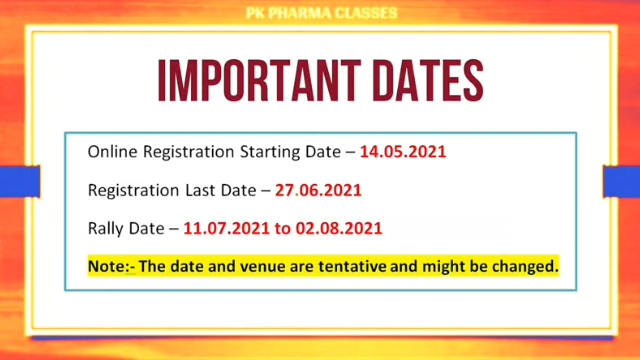 PK PHARMA CLASSES
IMPORTANT DATES
Online Registration Starting Date – 14.05.2021
Registration Last Date – 27.06.2021
Rally Date – 11.07.2021 to 02.08.2021
Note:- The date and venue are tentative and might be changed.